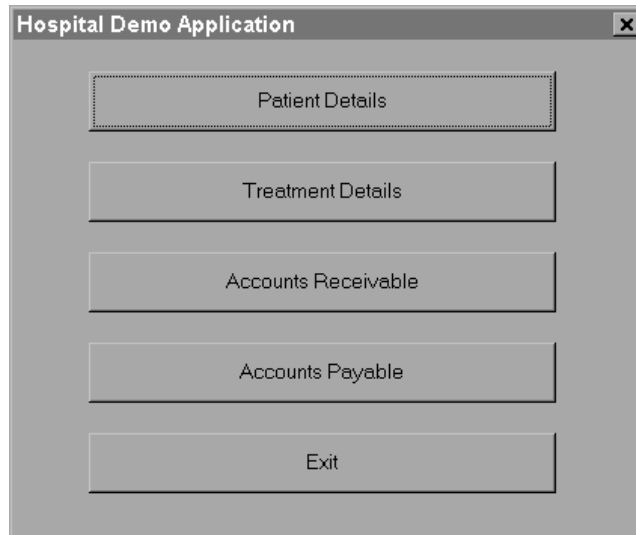 Hospital Demo Application
Patient Details
Treatment Details
Accounts Receivable
Accounts Payable
Exit